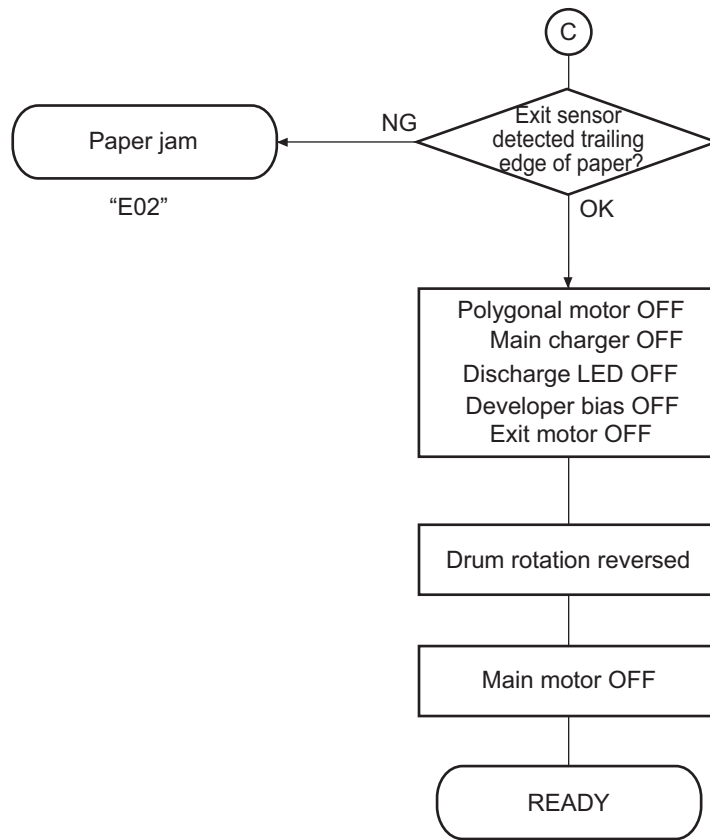 C
Exit sensor
detected trailing
edge of paper?
NG
Paper jam
“E02”
OK
Polygonal motor OFF
Main charger OFF
Discharge LED OFF
Developer bias OFF
Exit motor OFF
Drum rotation reversed
Main motor OFF
READY